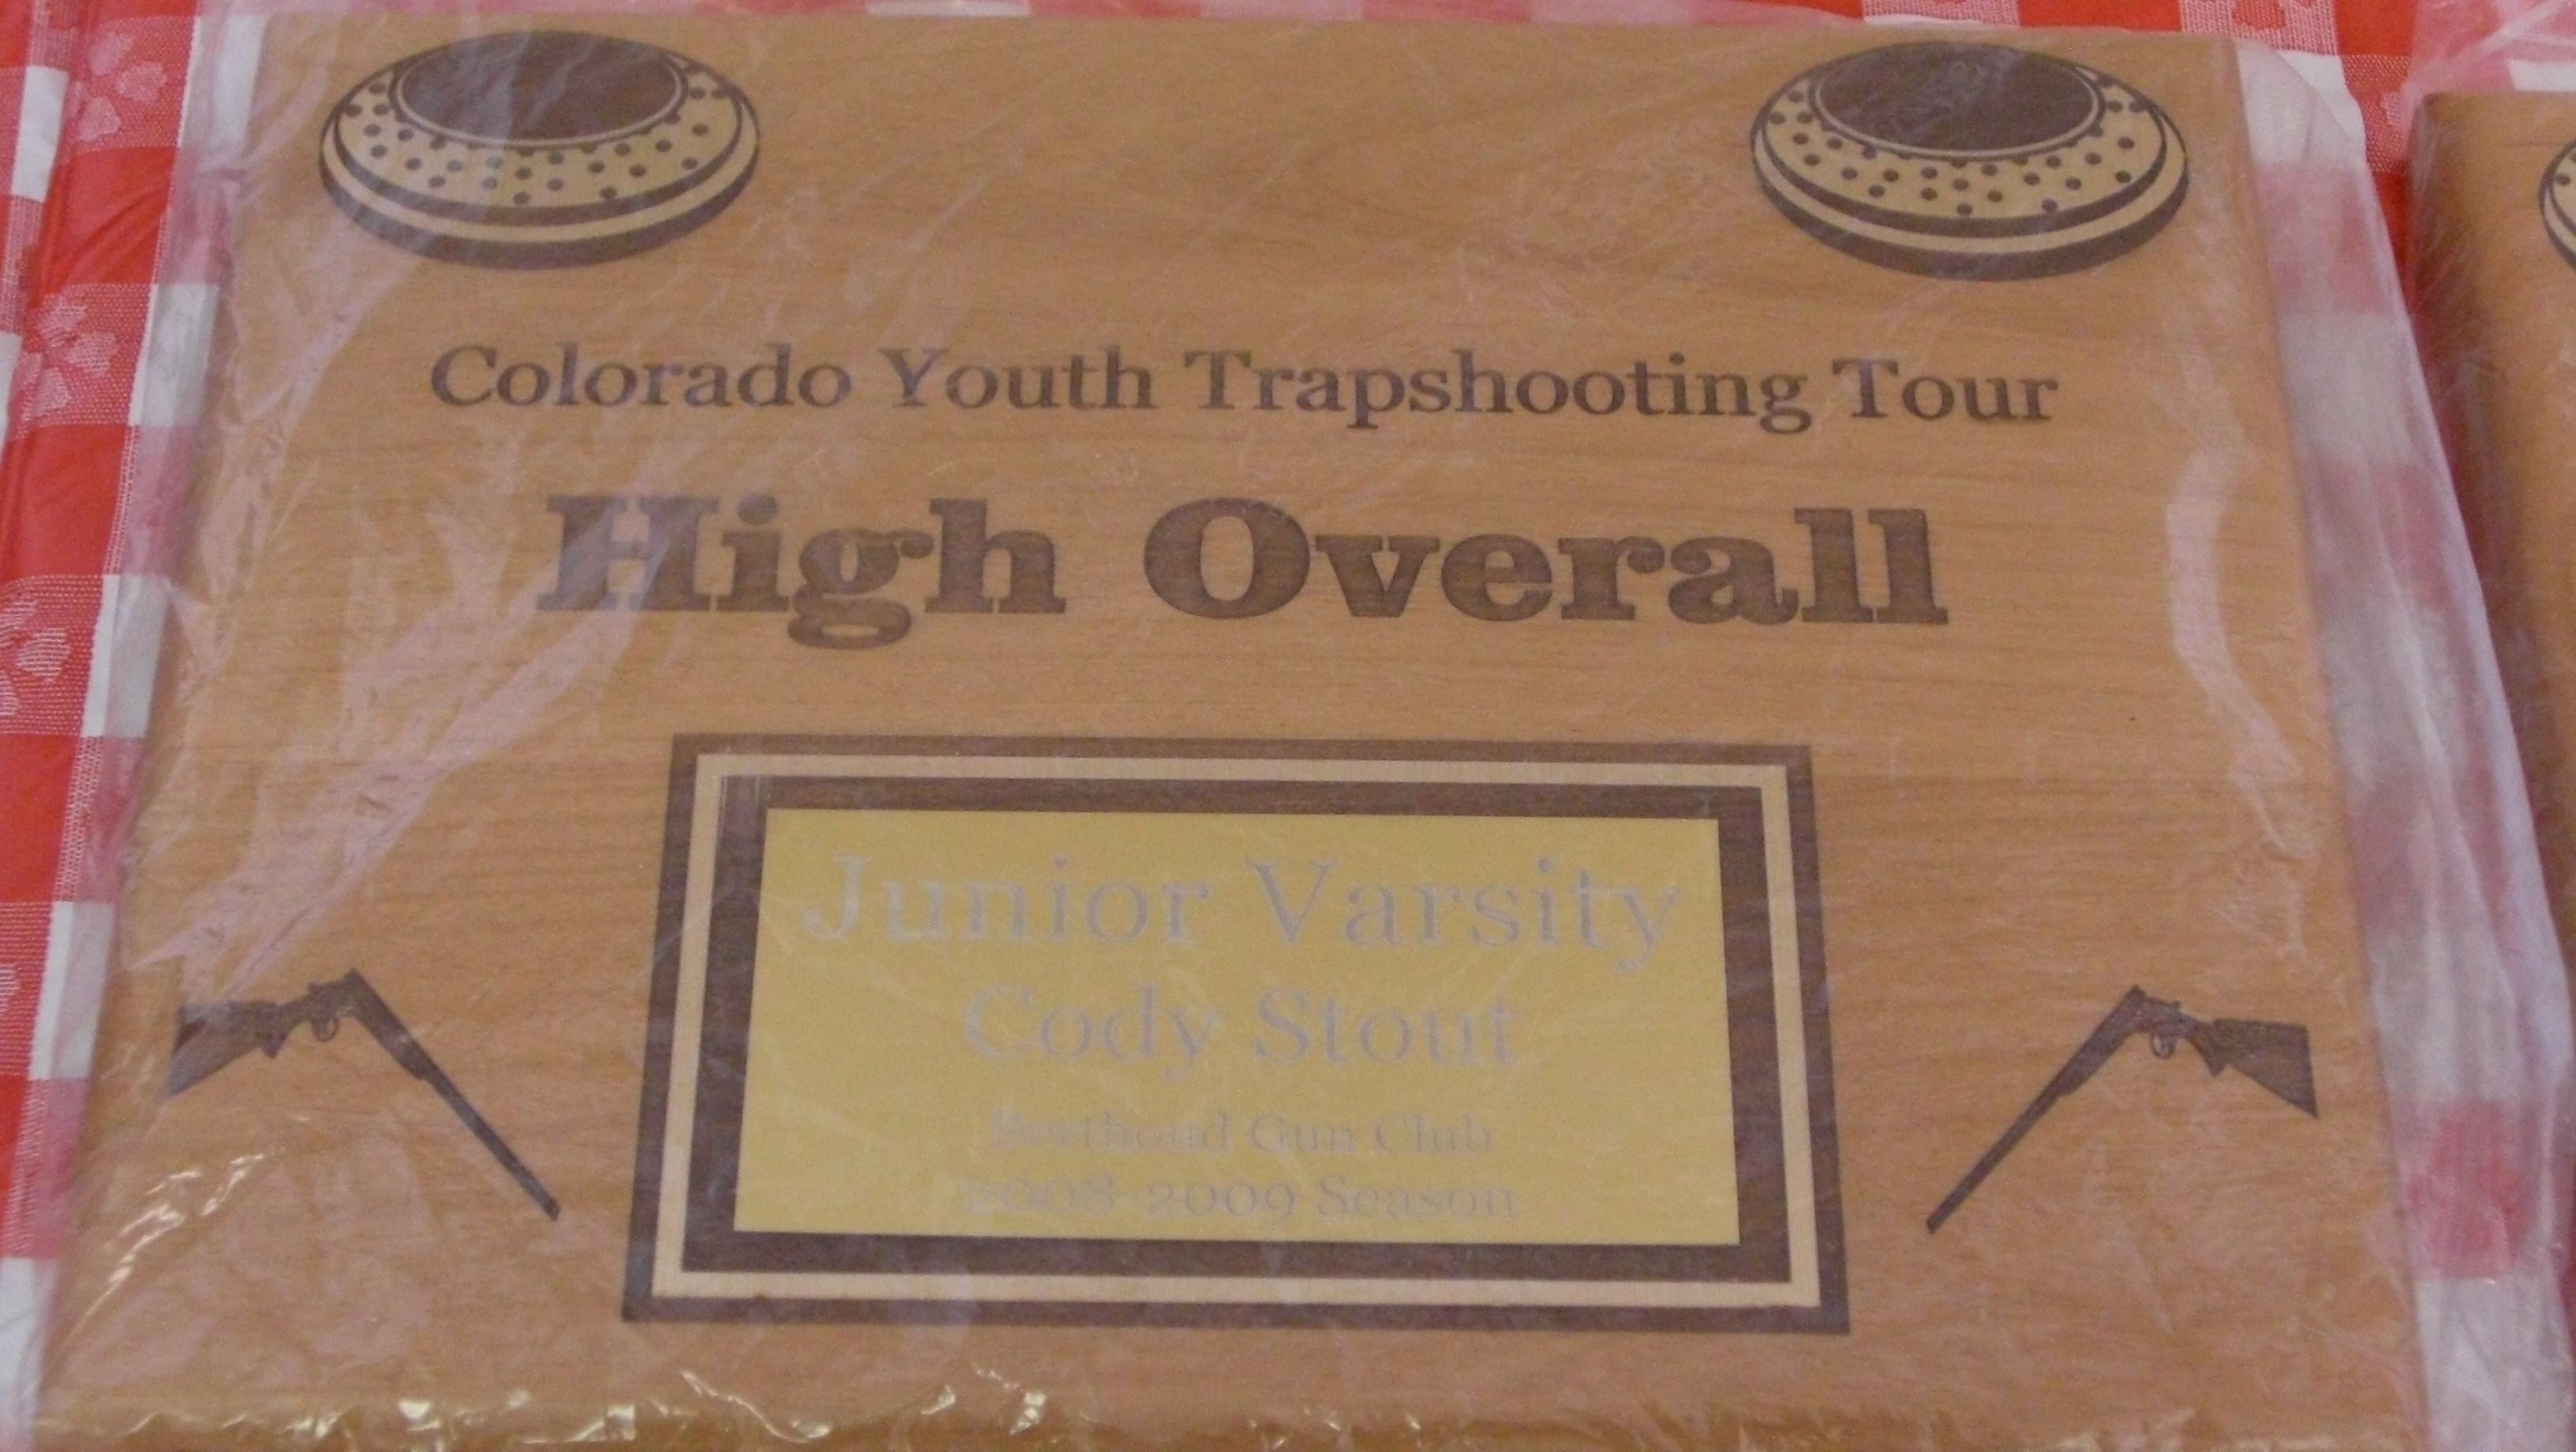 Colorado Youth Trapshooting Tour
High Overall
Junior Varsity
Cody Stout
Berthoud Gun Club
2008-2009 Season